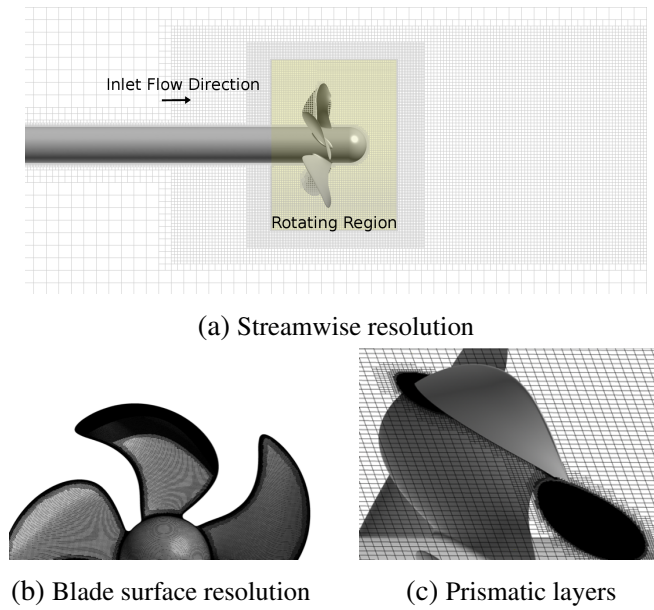 Inlet Flow Direction
Rotating Region
(a) Streamwise resolution
(b) Blade surface resolution
(c) Prismatic layers